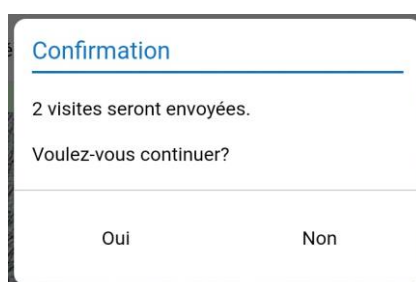 Confirmation
2 visites seront envoyées.
Voulez-vous continuer?
Oui Non